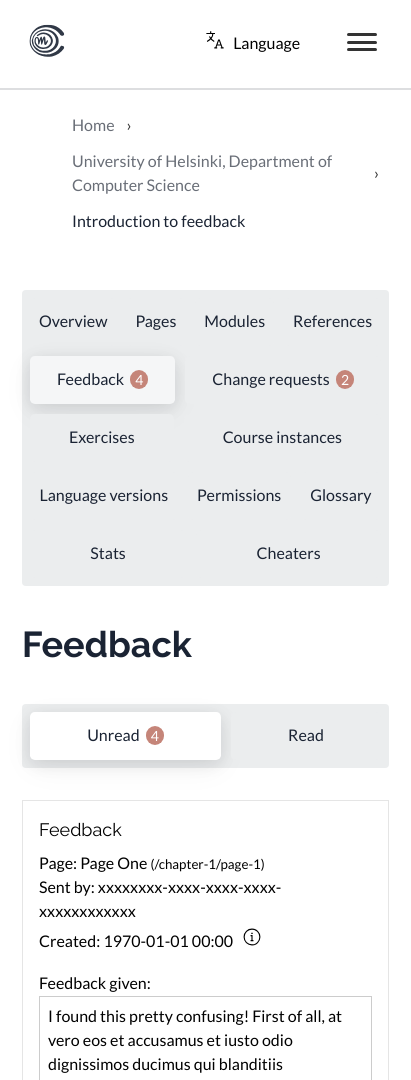 Language
Home ›
University of Helsinki, Department of
Computer Science ›
Introduction to feedback
Overview Pages Modules References
Feedback 4 Change requests 2
Exercises Course instances
Language versions Permissions Glossary
Stats Cheaters
Feedback
Unread 4 Read
Feedback
Page: Page One (/chapter-1/page-1)
Sent by: xxxxxxxx-xxxx-xxxx-xxxx-
xxxxxxxxxxxx
Created: 1970-01-01 00:00
Feedback given:
I found this pretty confusing! First of all, at
vero eos et accusamus et iusto odio
dignissimos ducimus qui blanditiis